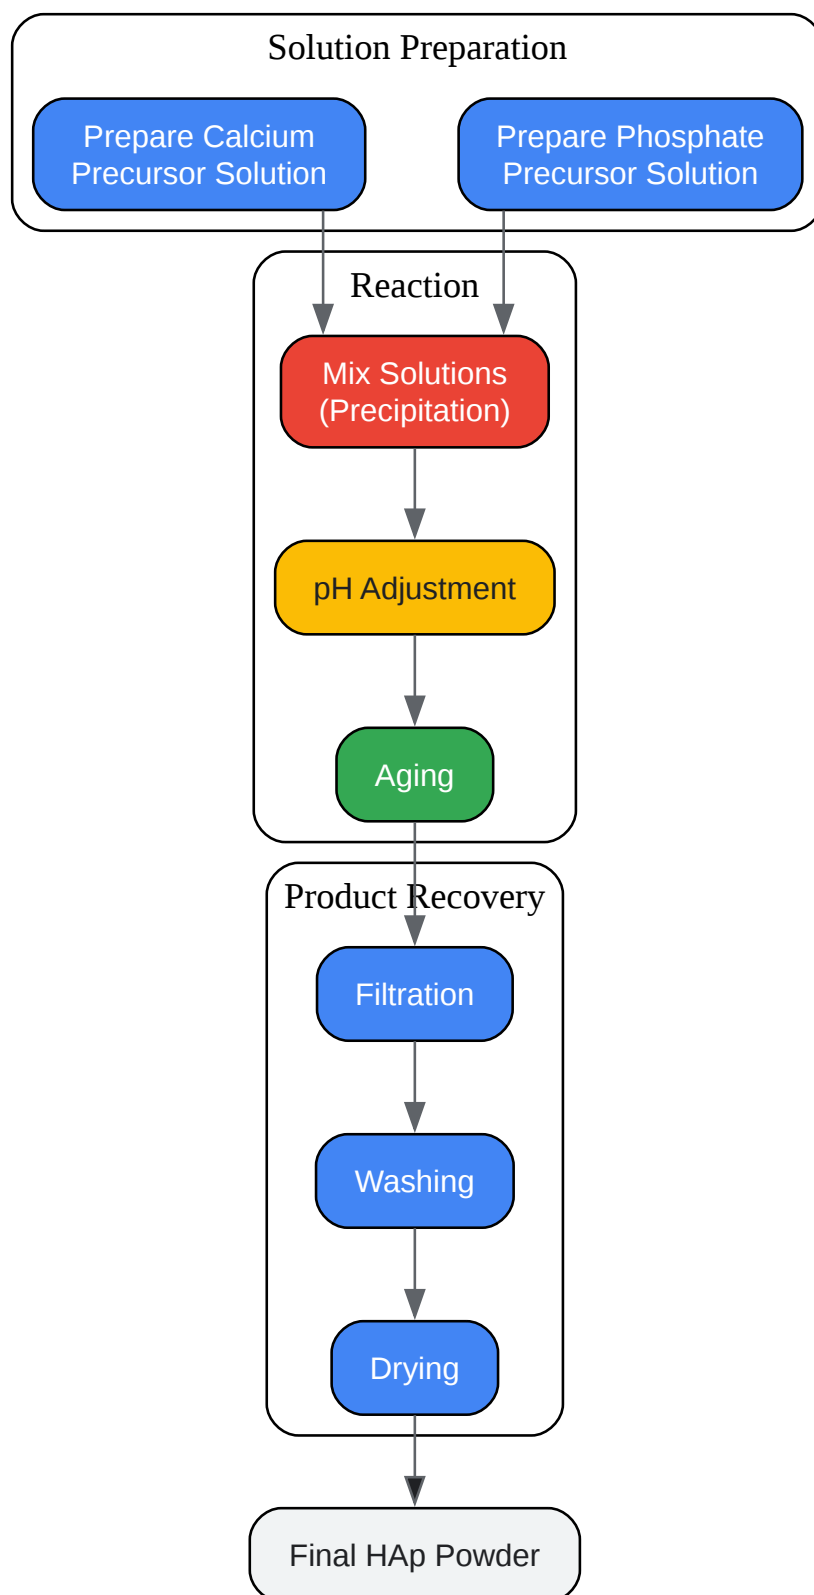 Solution Preparation
Prepare Calcium
Precursor Solution
Prepare Phosphate
Precursor Solution
Reaction
Mix Solutions
(Precipitation)
pH Adjustment
Aging
Product Recovery
Filtration
Washing
Drying
Final HAp Powder